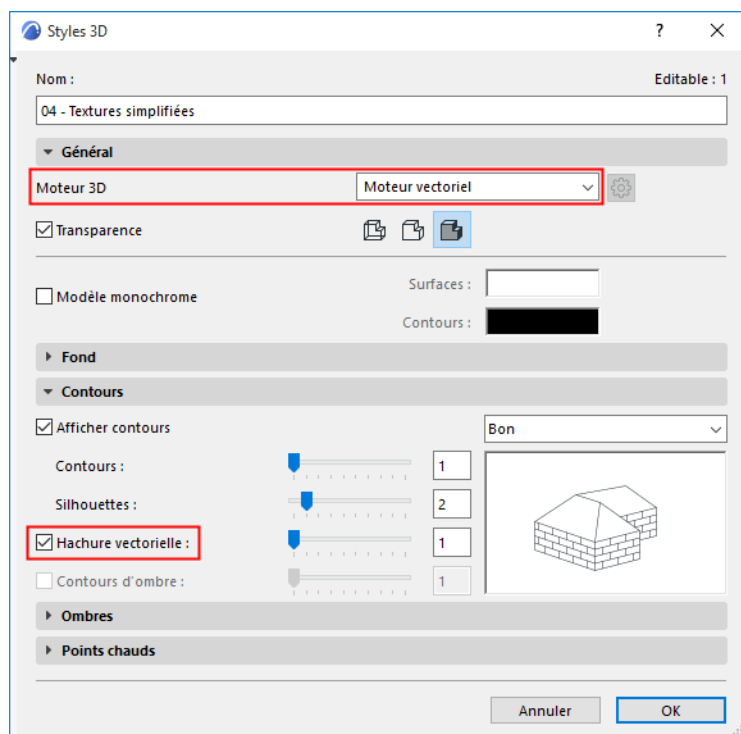 Styles 3D
?
Nom :
Editable : 1
04 - Textures simplifiées
Général
Moteur 3D
Moteur vectoriel
Transparence
Modèle monochrome
Surfaces :
Contours :
Fond
Contours
Afficher contours
Bon
Contours :
1
Silhouettes :
2
Hachure vectorielle :
1
Contours d'ombre :
1
Ombres
Points chauds
Annuler
OK